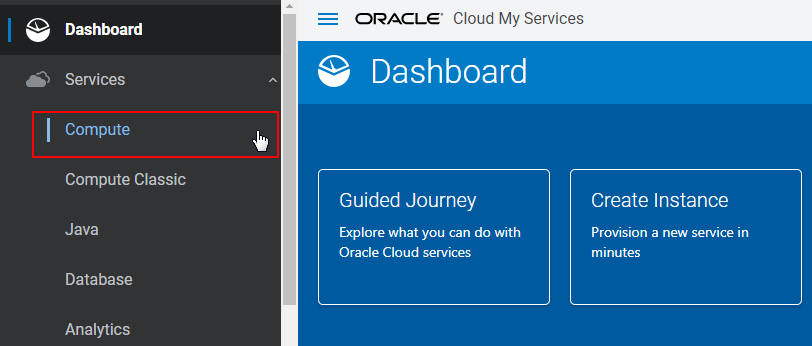 Dashboard
Services
Compute
Compute Classic
Java
Database
Analytics
ORACLE® Cloud My Services
Dashboard
Guided Journey
Explore what you can do with
Oracle Cloud services
Create Instance
Provision a new service in
minutes